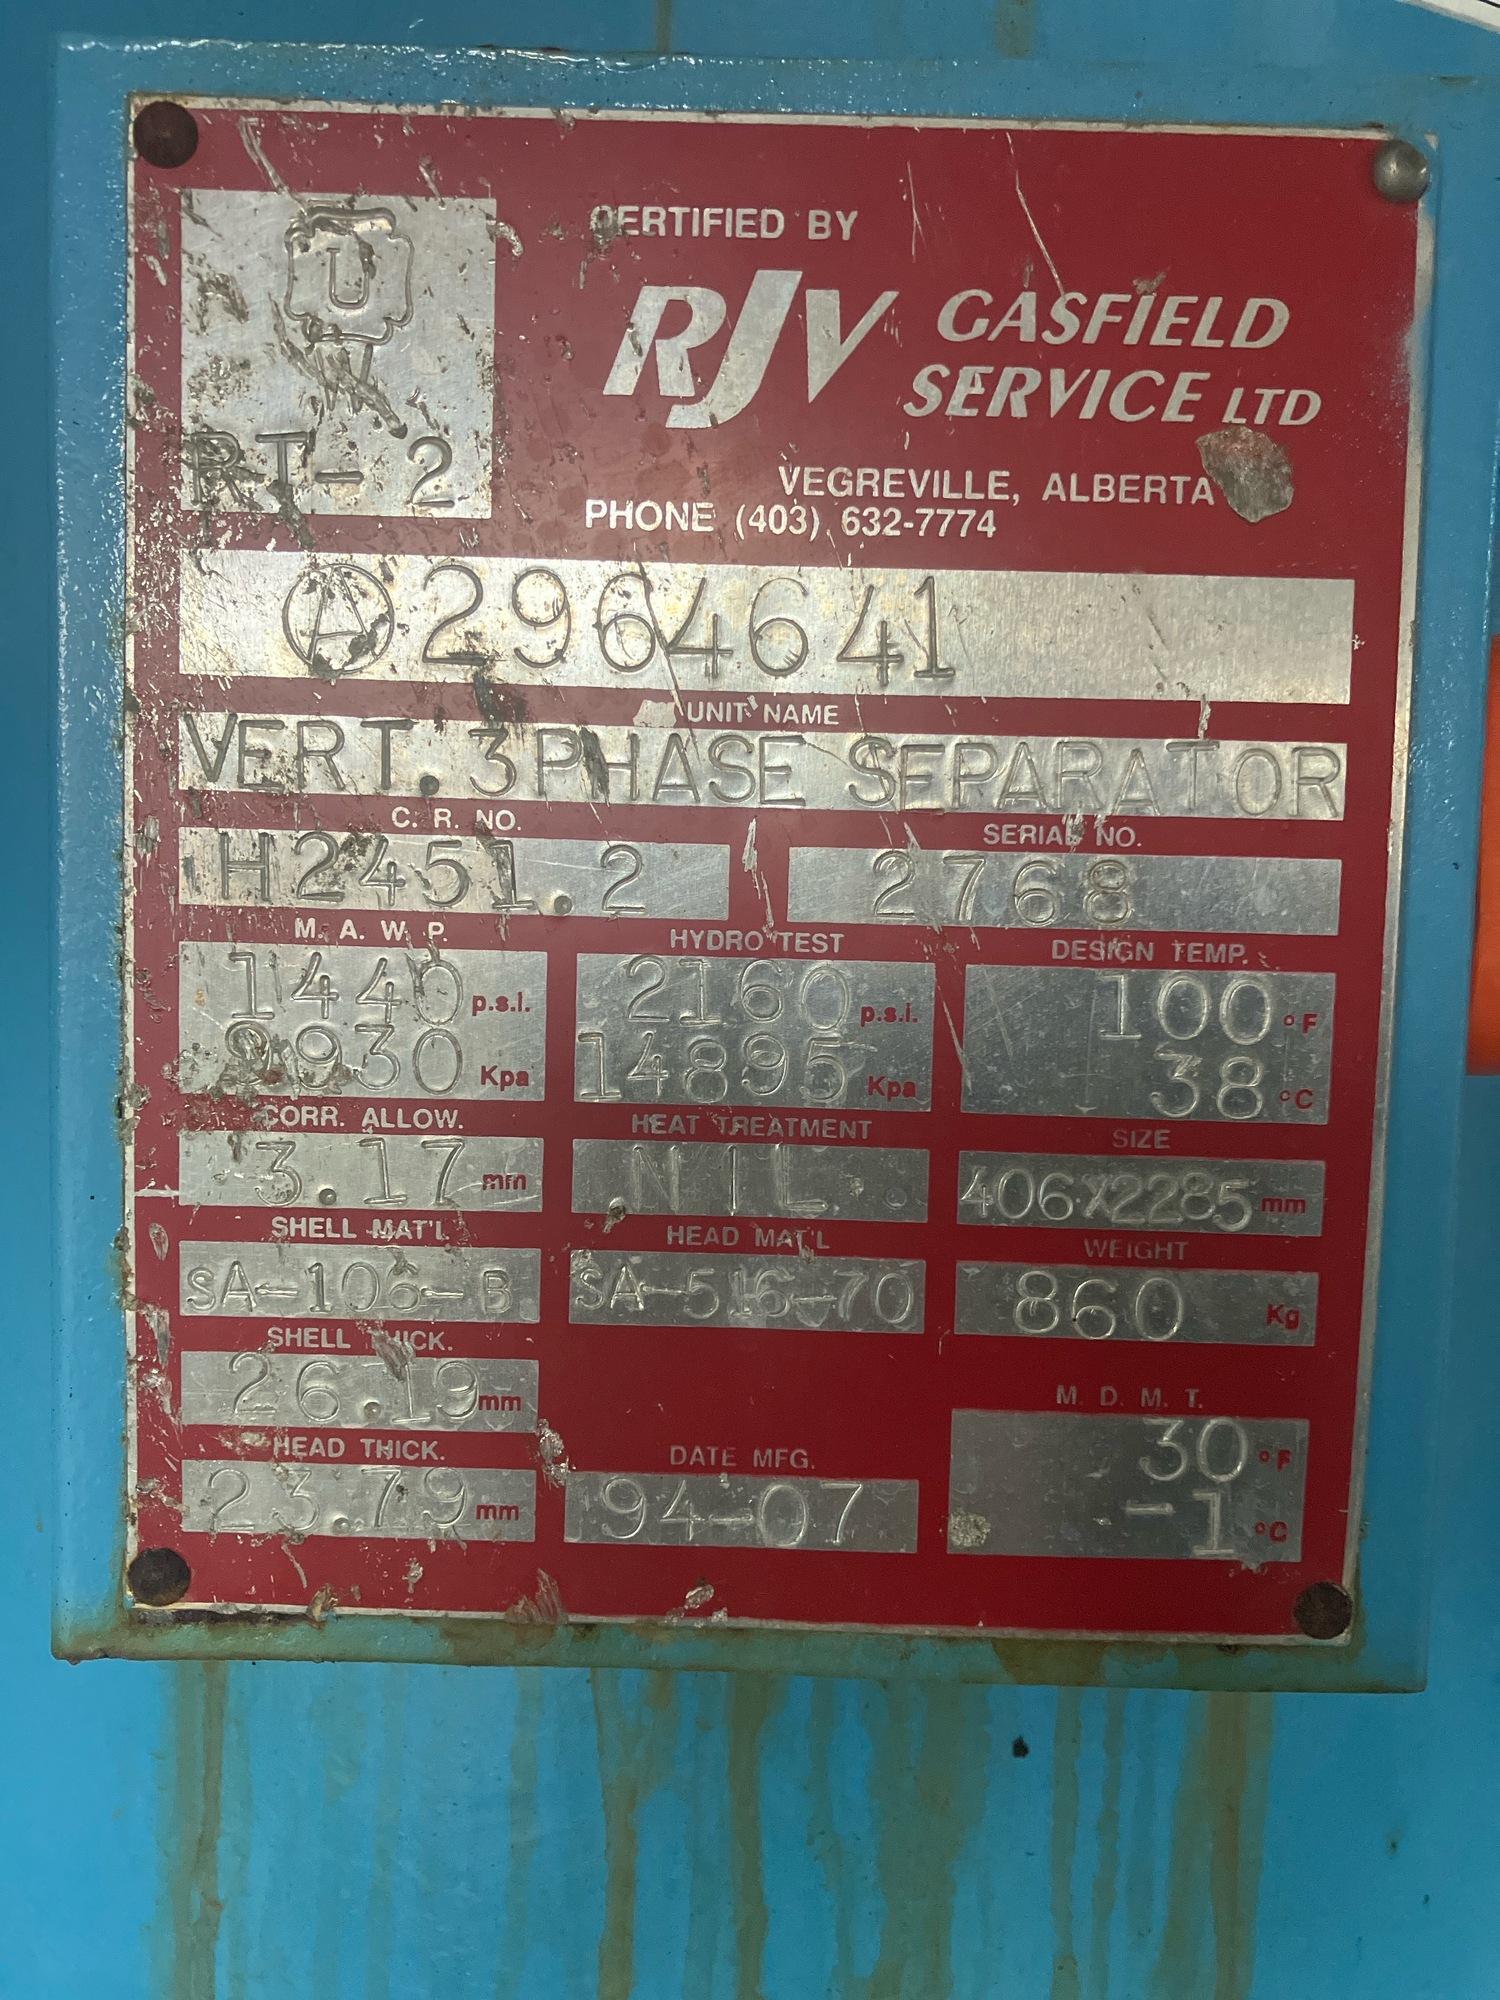 U
W
RT-2
CERTIFIED BY
RJV GASFIELD SERVICE LTD
VEGREVILLE, ALBERTA
PHONE (403) 632-7774
A 2964641
UNIT NAME
VERT. 3 PHASE SEPARATOR
C. R. NO. SERIAL NO.
H2451.2 2768
M. A. W. P. HYDRO TEST DESIGN TEMP.
1440 p.s.i. 2160 p.s.i. 100 °F
9930 Kpa 14895 Kpa 38 °C
CORR. ALLOW. HEAT TREATMENT SIZE
3.17 mm NIL 406X2285 mm
SHELL MAT'L HEAD MAT'L WEIGHT
SA-106-B SA-516-70 860 Kg
SHELL THICK.
26.19 mm
HEAD THICK. DATE MFG. M. D. M. T.
23.79 mm 94-07 30 °F
-1 °C